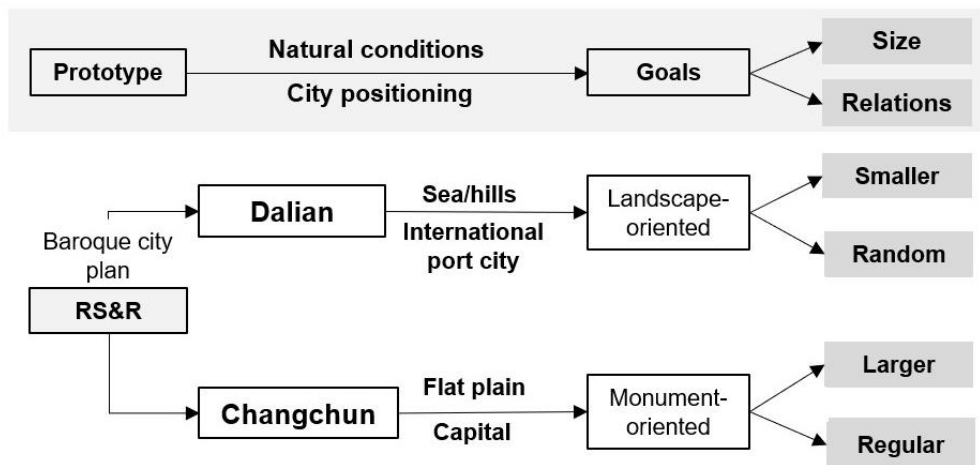 Prototype
Natural conditions
City positioning
Goals
Size
Relations
Baroque city
plan
RS&R
Dalian
Sea/hills
International
port city
Landscape-
oriented
Smaller
Random
Changchun
Flat plain
Capital
Monument-
oriented
Larger
Regular